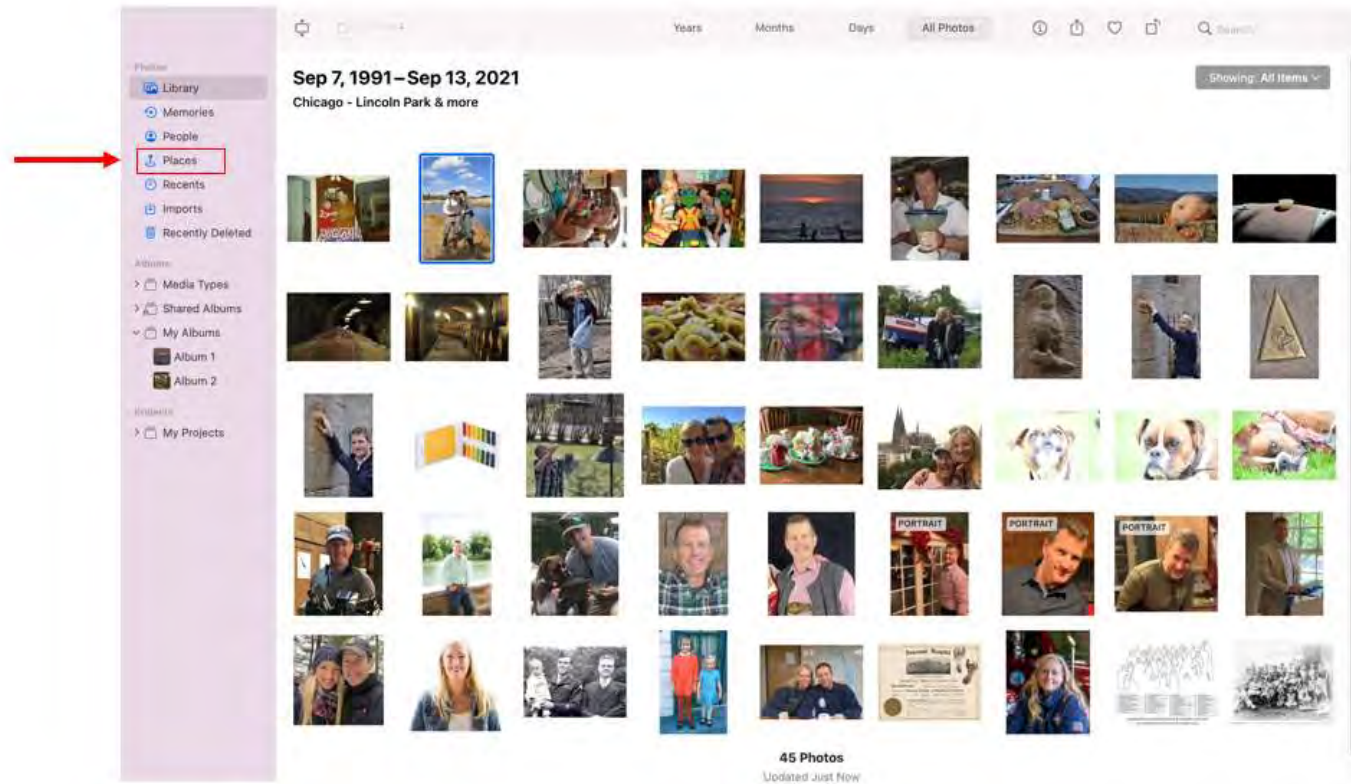 Years Months Days All Photos
Search
Photos
Library
Memories
People
Places
Recents
Imports
Recently Deleted
Albums
Media Types
Shared Albums
My Albums
Album 1
Album 2
Projects
My Projects
Sep 7, 1991–Sep 13, 2021
Chicago - Lincoln Park & more
Showing: All Items
PORTRAIT
PORTRAIT
PORTRAIT
45 Photos
Updated Just Now